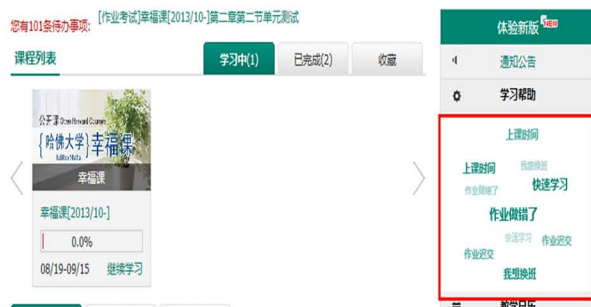 您有101条待办事项:
[作业考试]幸福课[2013/10-]第二章第二节单元测试
课程列表
学习中(1)
已完成(2)
收藏
公开课 Open Harvard Courses
{哈佛大学}幸福课
幸福课
幸福课[2013/10-]
0.0%
08/19-09/15 继续学习
体验新版 NEW
通知公告
学习帮助
上课时间
上课时间 我想换班
作业做错了 快速学习
作业做错了
快速学习 作业迟交
作业迟交
我想换班
教学日历